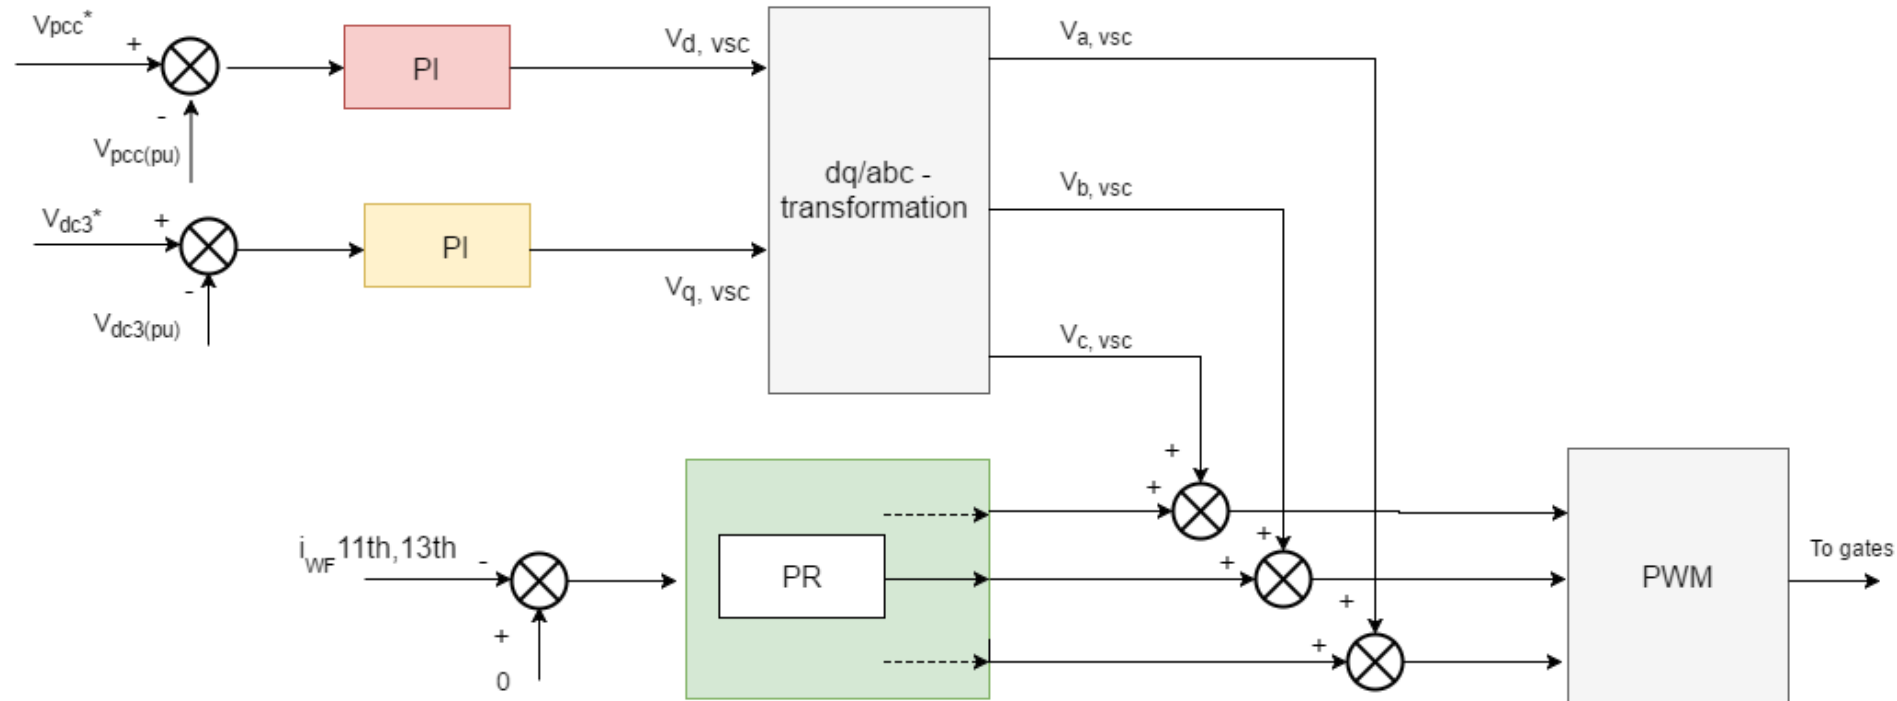 Vpcc*
+
-
Vpcc(pu)
PI
Vd, vsc
Vdc3*
+
-
Vdc3(pu)
PI
Vq, vsc
dq/abc -
transformation
Va, vsc
Vb, vsc
Vc, vsc
iWF 11th,13th
-
+
0
PR
+
+
+
+
+
+
PWM
To gates